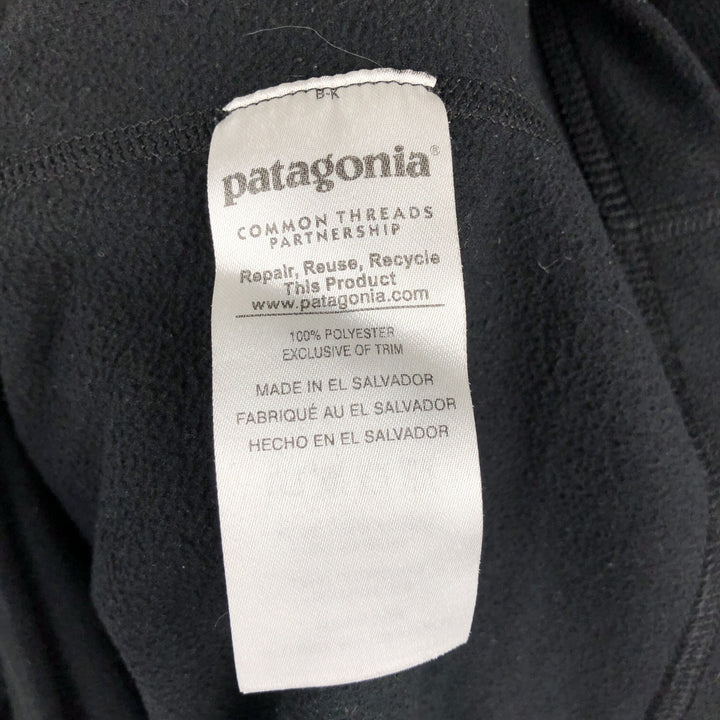 B-K
patagonia®
COMMON THREADS
PARTNERSHIP
Repair, Reuse, Recycle
This Product
www.patagonia.com
100% POLYESTER
EXCLUSIVE OF TRIM
MADE IN EL SALVADOR
FABRIQUÉ AU EL SALVADOR
HECHO EN EL SALVADOR